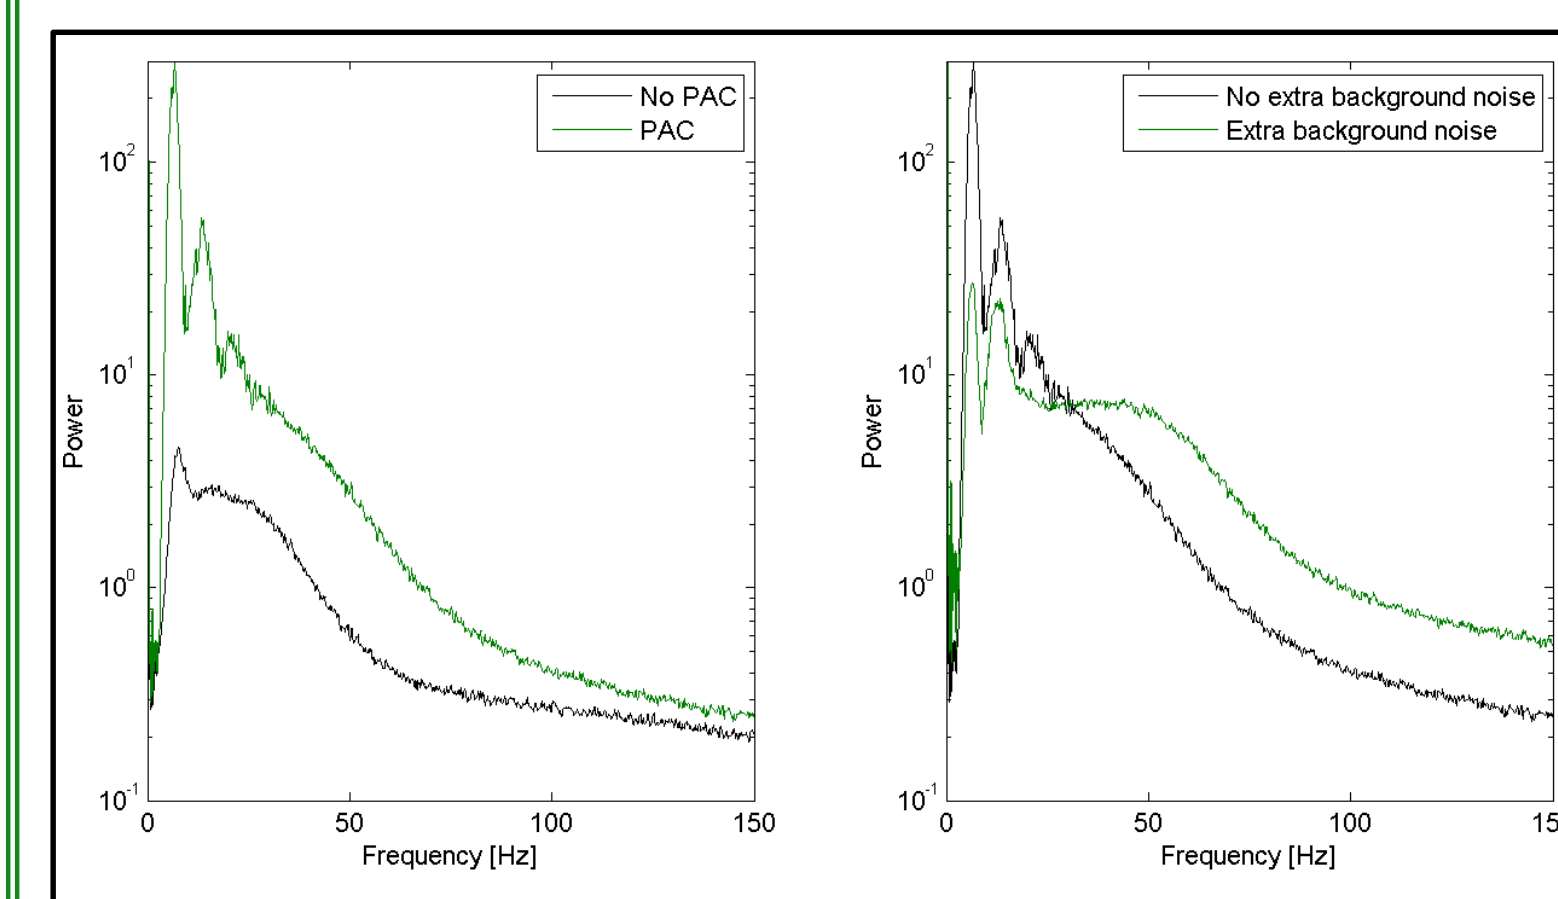 No PAC
PAC
10^2
10^1
10^0
10^-1
Power
0
50
100
150
Frequency [Hz]
No extra background noise
Extra background noise
10^2
10^1
10^0
10^-1
Power
0
50
100
15
Frequency [Hz]